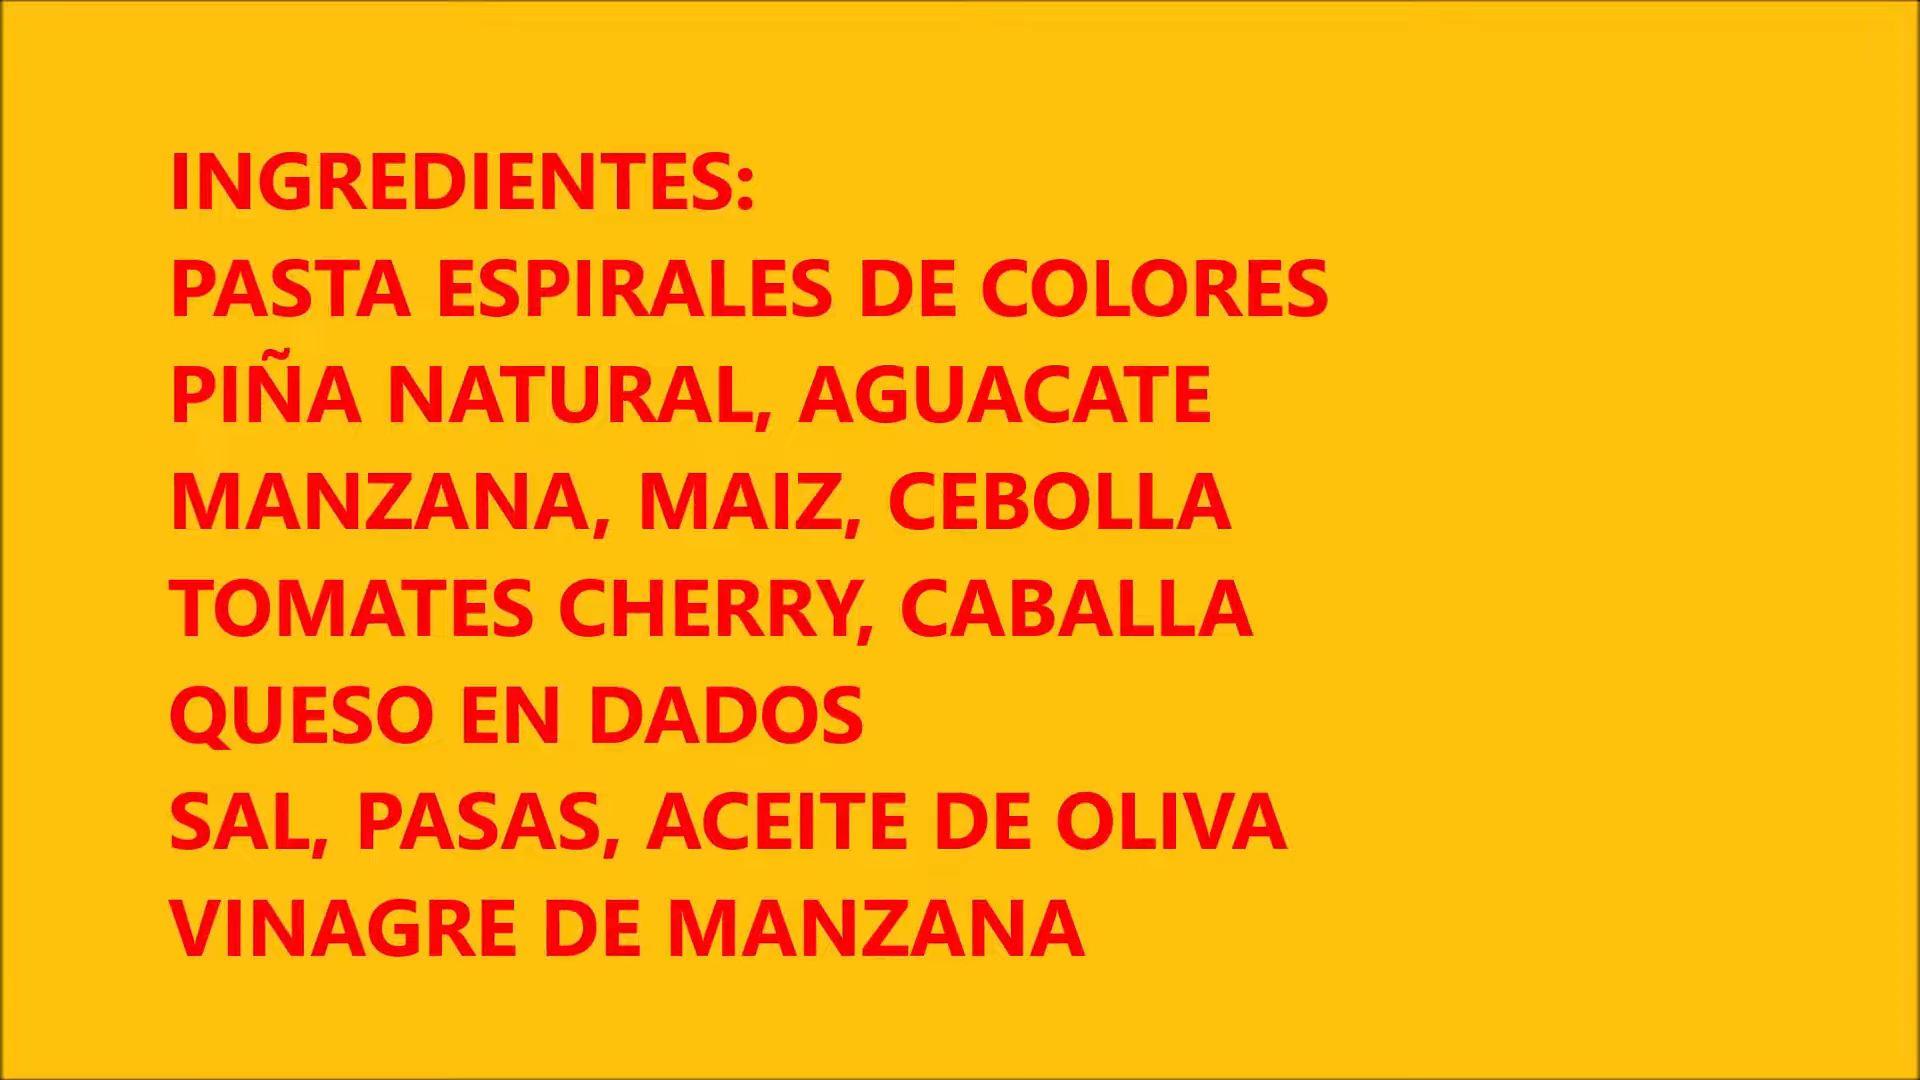 INGREDIENTES:
PASTA ESPIRALES DE COLORES
PIÑA NATURAL, AGUACATE
MANZANA, MAIZ, CEBOLLA
TOMATES CHERRY, CABALLA
QUESO EN DADOS
SAL, PASAS, ACEITE DE OLIVA
VINAGRE DE MANZANA